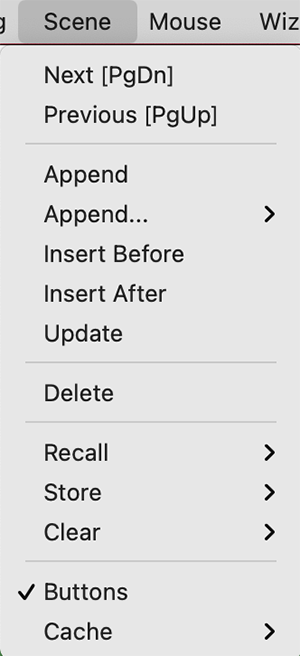 g Scene Mouse Wiz
Next [PgDn]
Previous [PgUp]
Append
Append...
Insert Before
Insert After
Update
Delete
Recall
Store
Clear
Buttons
Cache